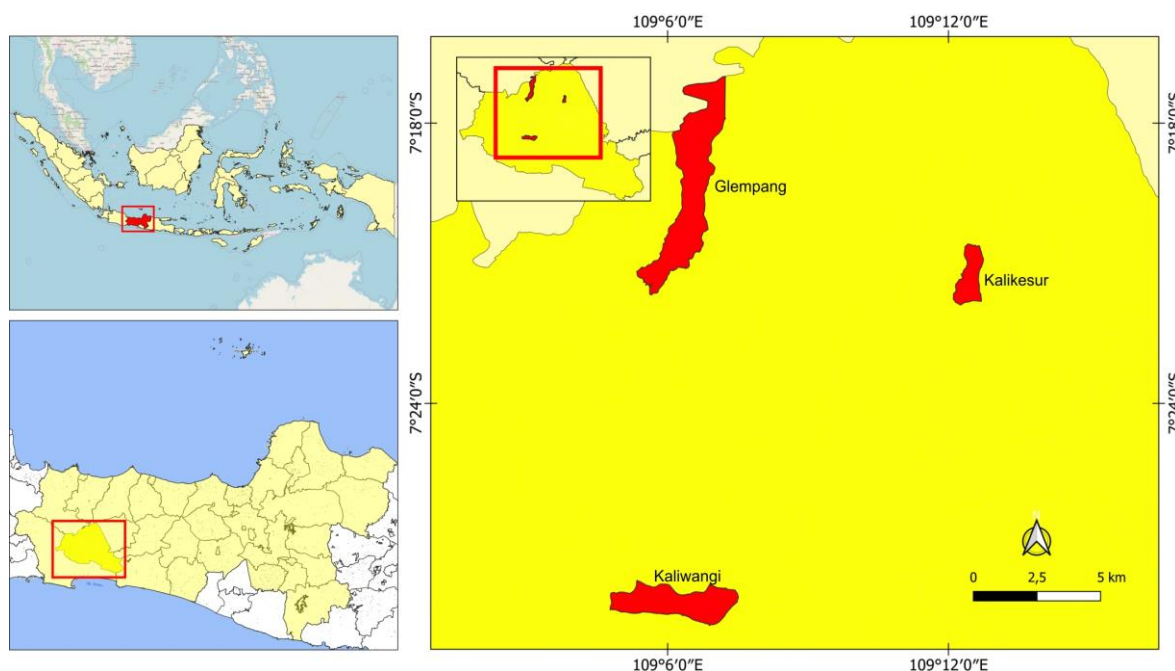 109°6′0″E
109°12′0″E
7°18′0″S
7°18′0″S
Glempang
Kalikesur
7°24′0″S
7°24′0″S
N
0 2,5 5 km
Kaliwangi
109°6′0″E
109°12′0″E